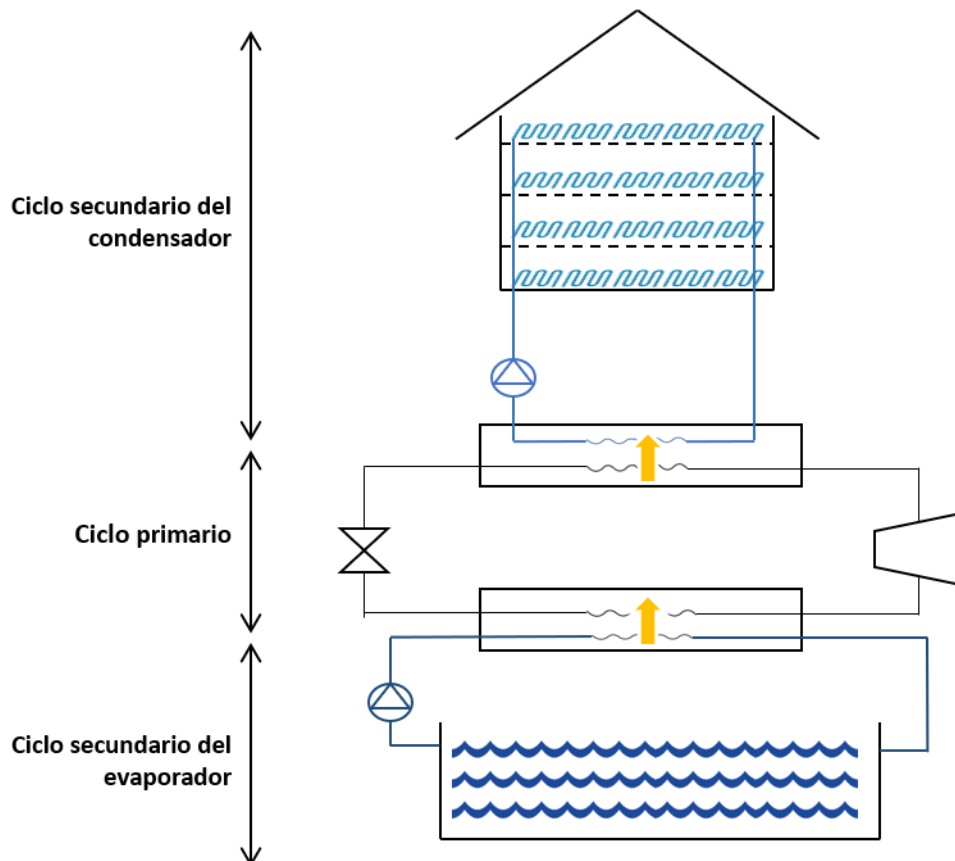 Ciclo secundario del
condensador
Ciclo primario
Ciclo secundario del
evaporador